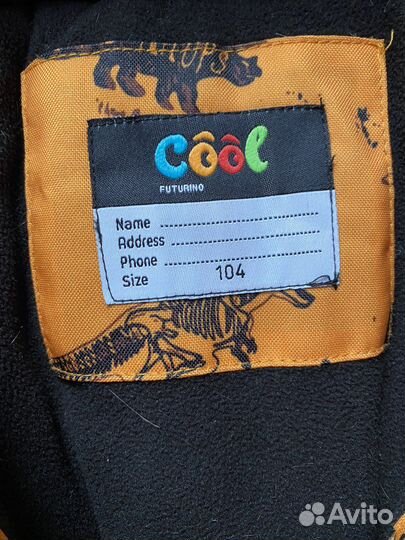 Côôl
FUTURINO
Name
Address
Phone
Size 104
Avito